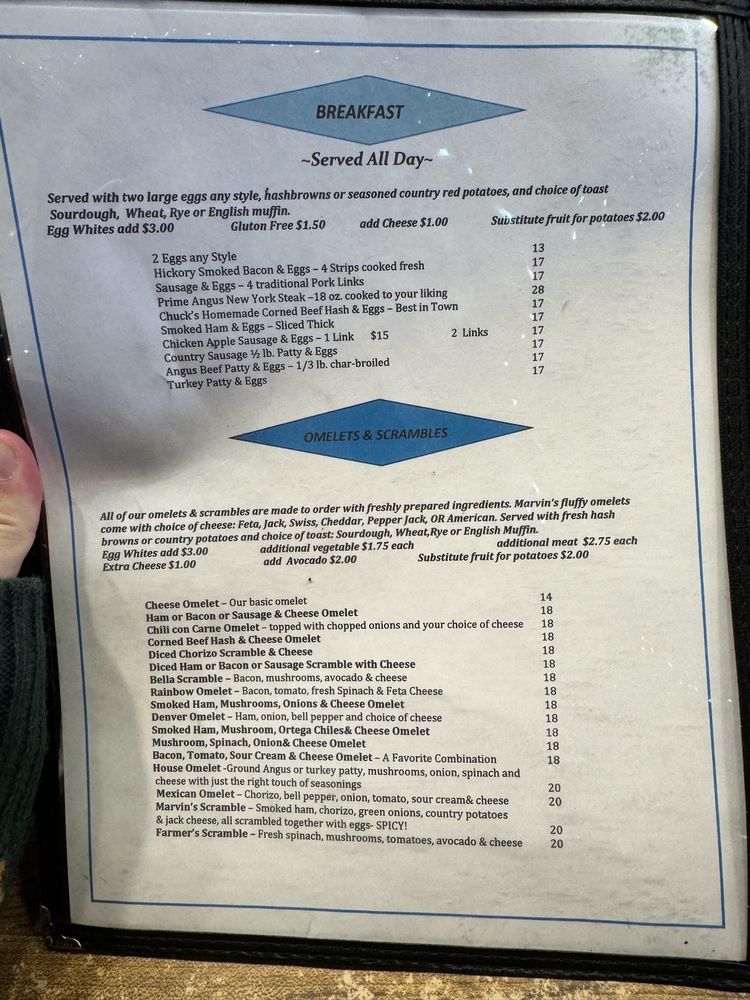 BREAKFAST
~Served All Day~
Served with two large eggs any style, hashbrowns or seasoned country red potatoes, and choice of toast
Sourdough, Wheat, Rye or English muffin.
Egg Whites add $3.00 Gluton Free $1.50 add Cheese $1.00 Substitute fruit for potatoes $2.00
2 Eggs any Style 13
Hickory Smoked Bacon & Eggs – 4 Strips cooked fresh 17
Sausage & Eggs – 4 traditional Pork Links 17
Prime Angus New York Steak –18 oz. cooked to your liking 28
Chuck's Homemade Corned Beef Hash & Eggs – Best in Town 17
Smoked Ham & Eggs – Sliced Thick 17
Chicken Apple Sausage & Eggs – 1 Link $15 2 Links 17
Country Sausage ½ lb. Patty & Eggs 17
Angus Beef Patty & Eggs – 1/3 lb. char-broiled 17
Turkey Patty & Eggs 17
OMELETS & SCRAMBLES
All of our omelets & scrambles are made to order with freshly prepared ingredients. Marvin's fluffy omelets
come with choice of cheese: Feta, Jack, Swiss, Cheddar, Pepper Jack, OR American. Served with fresh hash
browns or country potatoes and choice of toast: Sourdough, Wheat,Rye or English Muffin.
Egg Whites add $3.00 additional vegetable $1.75 each additional meat $2.75 each
Extra Cheese $1.00 add Avocado $2.00 Substitute fruit for potatoes $2.00
Cheese Omelet – Our basic omelet 14
Ham or Bacon or Sausage & Cheese Omelet 18
Chili con Carne Omelet – topped with chopped onions and your choice of cheese 18
Corned Beef Hash & Cheese Omelet 18
Diced Chorizo Scramble & Cheese 18
Diced Ham or Bacon or Sausage Scramble with Cheese 18
Bella Scramble – Bacon, mushrooms, avocado & cheese 18
Rainbow Omelet – Bacon, tomato, fresh Spinach & Feta Cheese 18
Smoked Ham, Mushrooms, Onions & Cheese Omelet 18
Denver Omelet – Ham, onion, bell pepper and choice of cheese 18
Smoked Ham, Mushroom, Ortega Chiles& Cheese Omelet 18
Mushroom, Spinach, Onion& Cheese Omelet 18
Bacon, Tomato, Sour Cream & Cheese Omelet – A Favorite Combination 18
House Omelet -Ground Angus or turkey patty, mushrooms, onion, spinach and
cheese with just the right touch of seasonings 20
Mexican Omelet – Chorizo, bell pepper, onion, tomato, sour cream& cheese 20
Marvin's Scramble – Smoked ham, chorizo, green onions, country potatoes
& jack cheese, all scrambled together with eggs- SPICY! 20
Farmer's Scramble – Fresh spinach, mushrooms, tomatoes, avocado & cheese 20